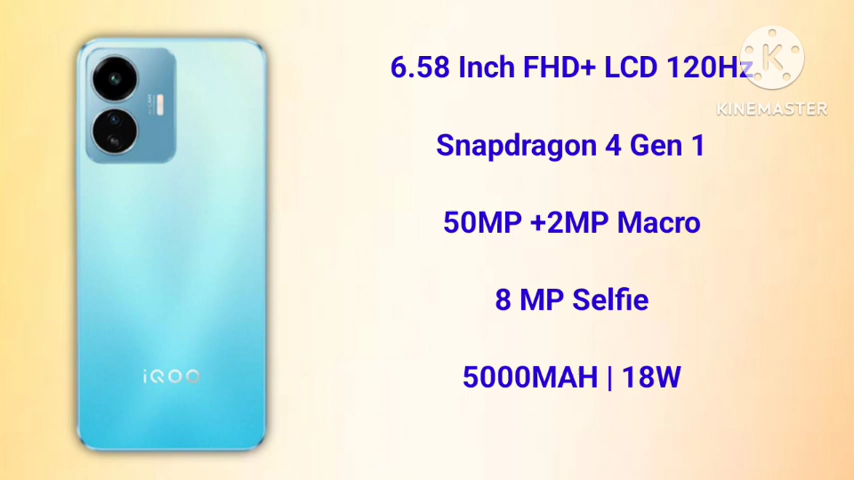 6.58 Inch FHD+ LCD 120Hz
KINEMASTER
Snapdragon 4 Gen 1
50MP +2MP Macro
8 MP Selfie
5000MAH | 18W
iQOO